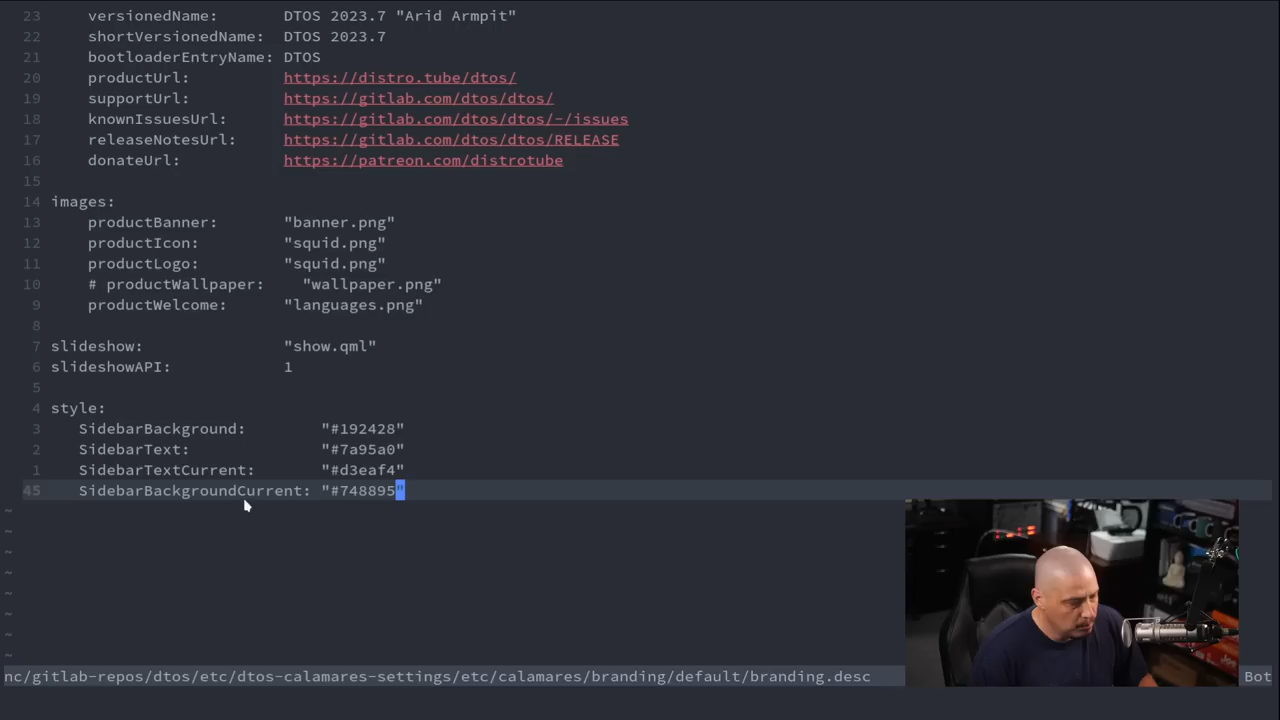 23 versionedName: DTOS 2023.7 "Arid Armpit"
22 shortVersionedName: DTOS 2023.7
21 bootloaderEntryName: DTOS
20 productUrl: https://distro.tube/dtos/
19 supportUrl: https://gitlab.com/dtos/dtos/
18 knownIssuesUrl: https://gitlab.com/dtos/dtos/-/issues
17 releaseNotesUrl: https://gitlab.com/dtos/dtos/RELEASE
16 donateUrl: https://patreon.com/distrotube
15
14 images:
13 productBanner: "banner.png"
12 productIcon: "squid.png"
11 productLogo: "squid.png"
10 # productWallpaper: "wallpaper.png"
9 productWelcome: "languages.png"
8
7 slideshow: "show.qml"
6 slideshowAPI: 1
5
4 style:
3 SidebarBackground: "#192428"
2 SidebarText: "#7a95a0"
1 SidebarTextCurrent: "#d3eaf4"
45 SidebarBackgroundCurrent: "#748895"
~
~
~
~
~
~
~
~
nc/gitlab-repos/dtos/etc/dtos-calamares-settings/etc/calamares/branding/default/branding.desc Bot